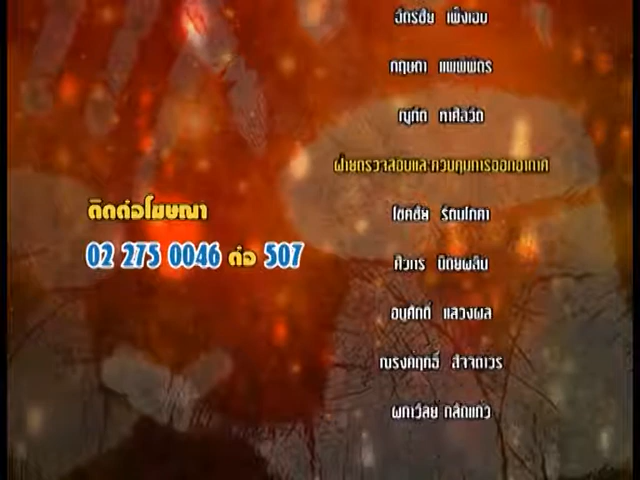 ฉัตรชัย เพ็งเอบ
กฤษดา แพพพิตร
ญาณิต ทาศิลวัต
ฝ่ายตรวจสอบและควบคุมการออกอากาศ
ติดต่อโฆษณา
โชคชัย รัตนโกดา
02 275 0046 ต่อ 507
ศิวกร นิตยผลิน
อนุศักดิ์ แสวงผล
ณรงค์ฤทธิ์ สัจจถาวร
ผกาวัลย์ กลักแก้ว